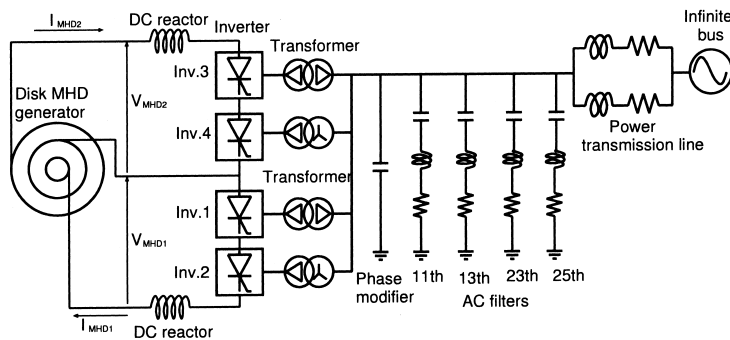 I MHD2
DC reactor
Inverter
Transformer
Infinite
bus
Inv.3
Disk MHD
generator
V MHD2
Inv.4
Power
transmission line
Transformer
Inv.1
V MHD1
Inv.2
Phase
modifier
11th
13th
23th
25th
AC filters
I MHD1
DC reactor